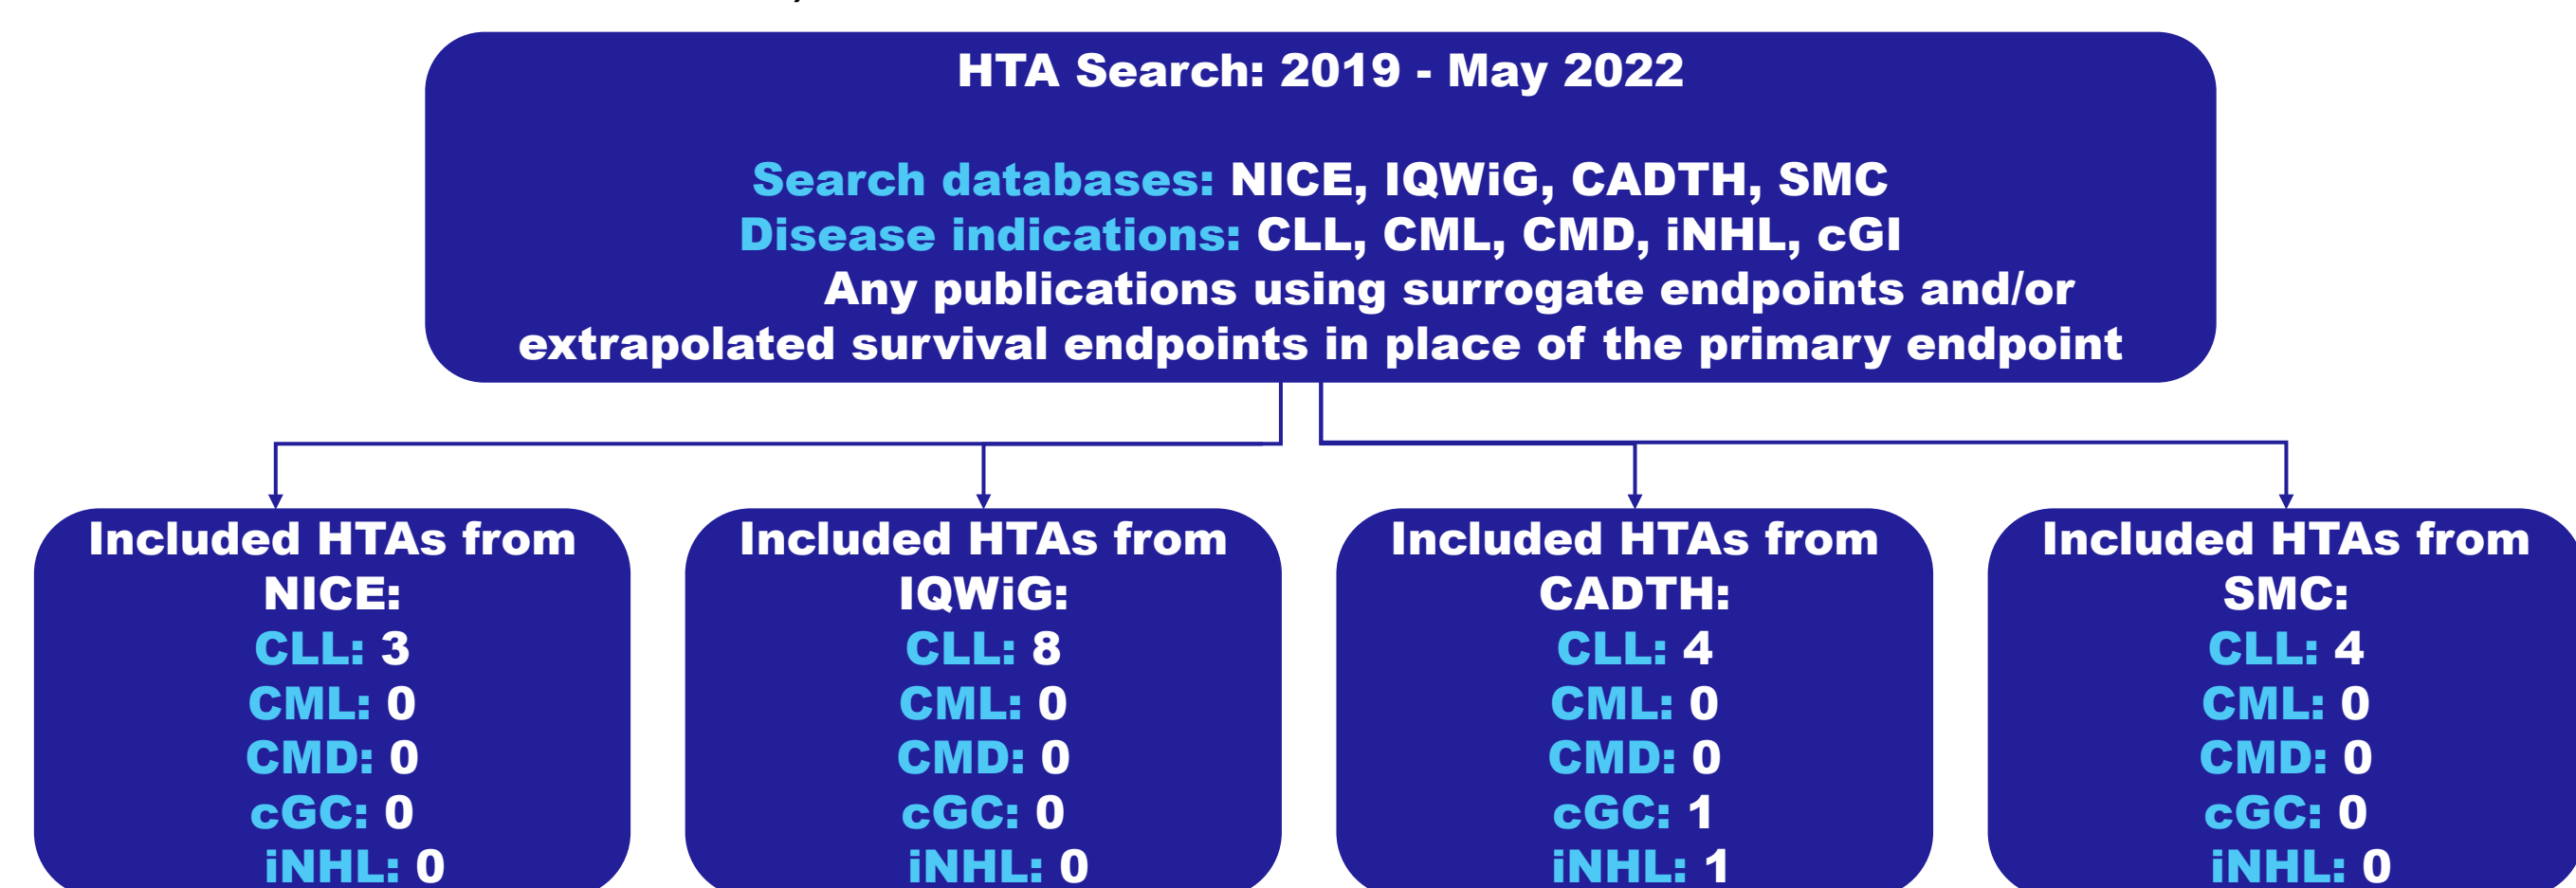 HTA Search: 2019 - May 2022
Search databases: NICE, IQWiG, CADTH, SMC
Disease indications: CLL, CML, CMD, iNHL, cGI
Any publications using surrogate endpoints and/or
extrapolated survival endpoints in place of the primary endpoint
Included HTAs from
NICE:
CLL: 3
CML: 0
CMD: 0
cGC: 0
iNHL: 0
Included HTAs from
IQWiG:
CLL: 8
CML: 0
CMD: 0
cGC: 0
iNHL: 0
Included HTAs from
CADTH:
CLL: 4
CML: 0
CMD: 0
cGC: 1
iNHL: 1
Included HTAs from
SMC:
CLL: 4
CML: 0
CMD: 0
cGC: 0
iNHL: 0